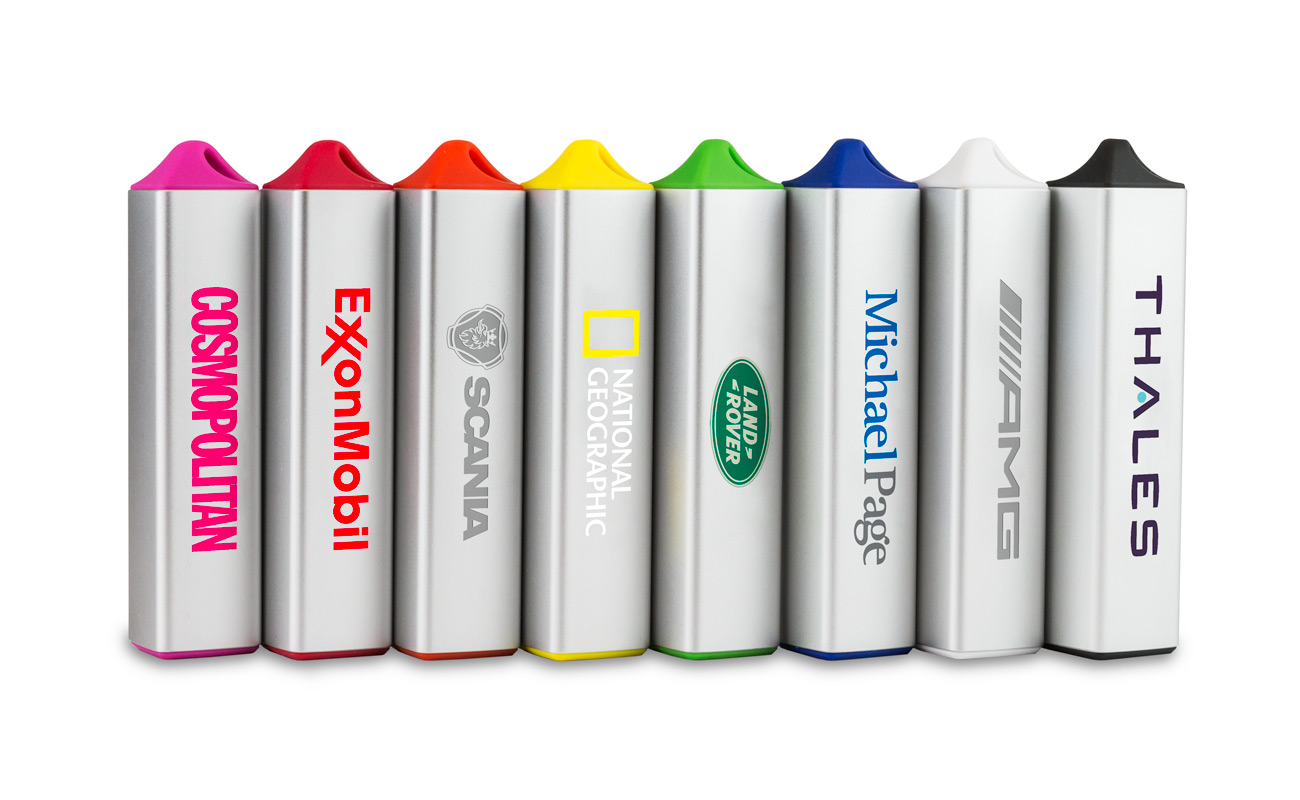 COSMOPOLITAN
ExxonMobil
SCANIA
NATIONAL
GEOGRAPHIC
LAND
ROVER
Michael Page
AMG
THALES